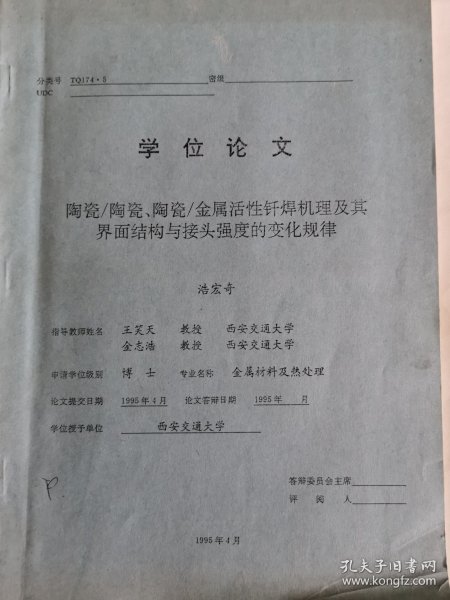 分类号 TQ174·5 密级
UDC
学位论文
陶瓷/陶瓷、陶瓷/金属活性钎焊机理及其
界面结构与接头强度的变化规律
浩宏奇
指导教师姓名 王笑天 教授 西安交通大学
金志浩 教授 西安交通大学
申请学位级别 博士 专业名称 金属材料及热处理
论文提交日期 1995年4月 论文答辩日期 1995年 月
学位授予单位 西安交通大学
答辩委员会主席
评阅人
1995年4月
孔夫子旧书网
www.kongfz.com